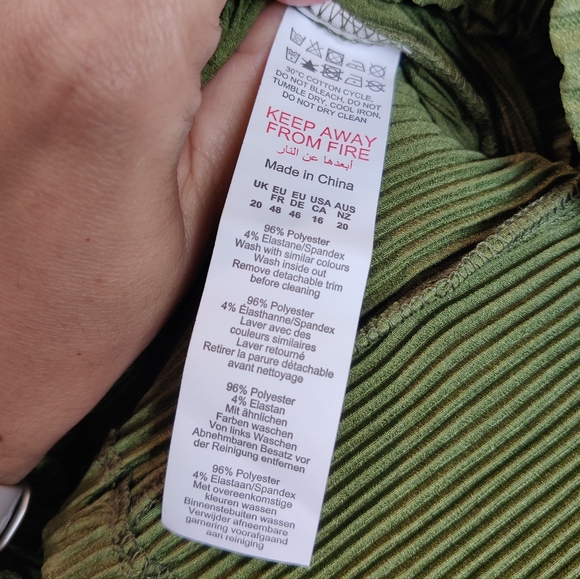 30°C COTTON CYCLE,
DO NOT BLEACH, DO NOT
TUMBLE DRY, COOL IRON,
DO NOT DRY CLEAN
KEEP AWAY
FROM FIRE
أبعدها عن النار
Made in China
UK EU EU USA AUS
FR DE CA NZ
20 48 46 16 20
96% Polyester
4% Elastane/Spandex
Wash with similar colours
Wash inside out
Remove detachable trim
before cleaning
96% Polyester
4% Élasthanne/Spandex
Laver avec des
couleurs similaires
Laver retourné
Retirer la parure détachable
avant nettoyage
96% Polyester
4% Elastan
Mit ähnlichen
Farben waschen
Von links Waschen
Abnehmbaren Besatz vor
der Reinigung entfernen
96% Polyester
4% Elastaan/Spandex
Met overeenkomstige
kleuren wassen
Binnenstebuiten wassen
Verwijder afneembare
garnering voorafgaand
aan reiniging